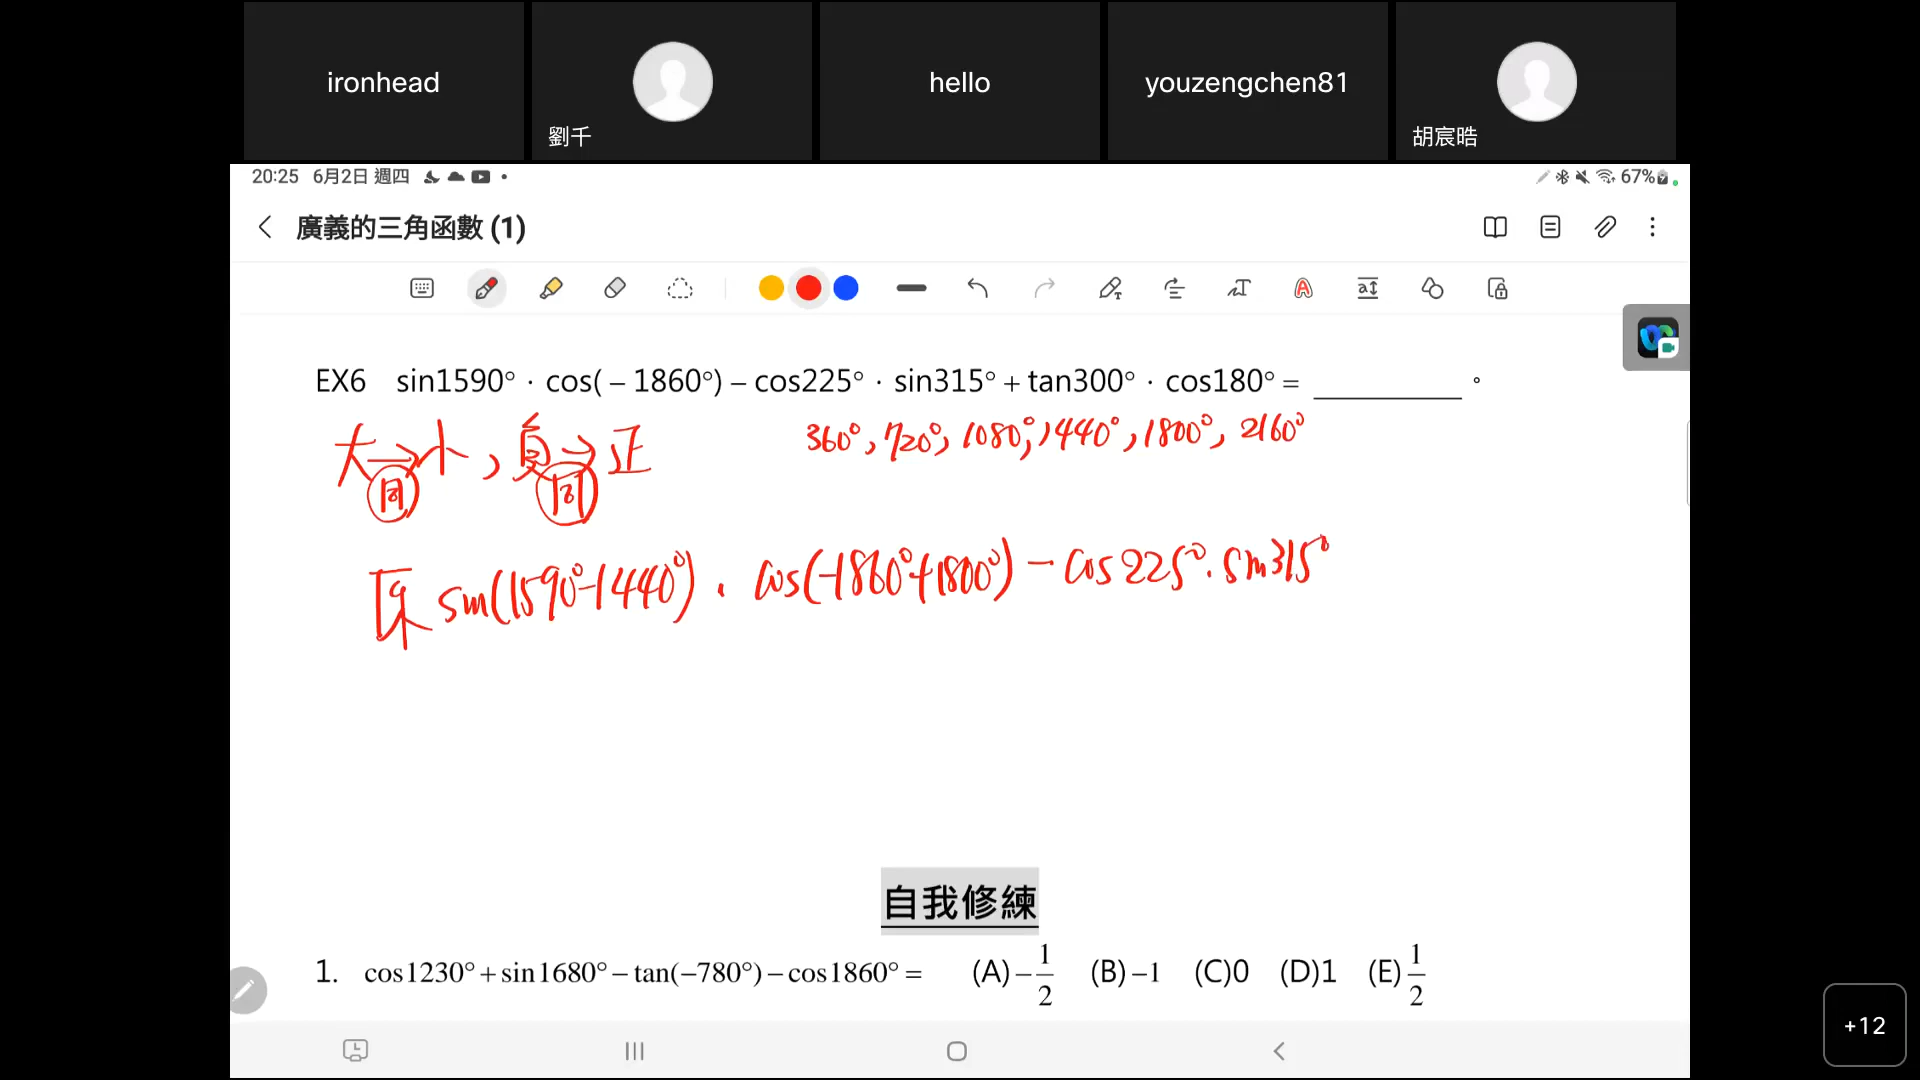 ironhead
劉千
hello
youzengchen81
胡宸晧
20:25 6月2日 週四
67%
廣義的三角函數 (1)
EX6 sin1590°·cos(−1860°)−cos225°·sin315°+tan300°·cos180°= ________ 。
大→小, 負→正
同 同
360°, 720°, 1080°, 1440°, 1800°, 2160°
原 sin(1590°-1440°)·cos(-1860°+1800°)-cos225°·sin315°
自我修練
1. cos1230°+sin1680°−tan(−780°)−cos1860°= (A)−1/2 (B)−1 (C)0 (D)1 (E)1/2
+12